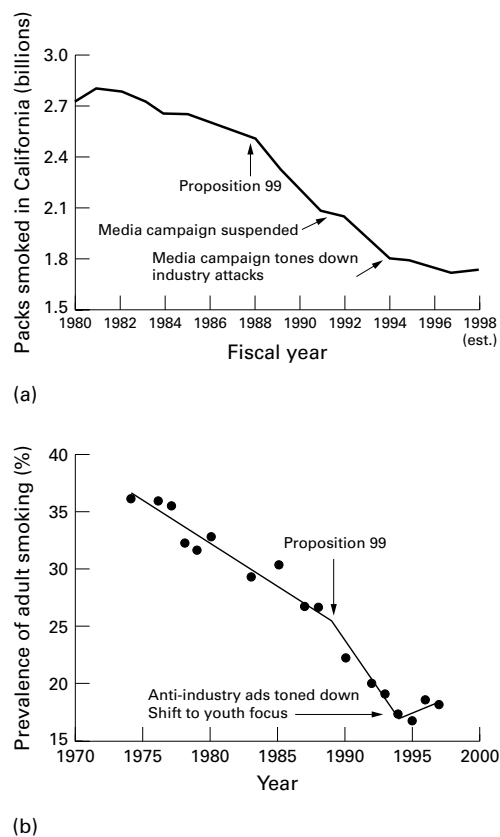 Packs smoked in California (billions)
3.0
2.7
2.4
2.1
1.8
1.5
Proposition 99
Media campaign suspended
Media campaign tones down
industry attacks
1980 1982 1984 1986 1988 1990 1992 1994 1996 1998
(est.)
Fiscal year
(a)
Prevalence of adult smoking (%)
40
35
30
25
20
15
Proposition 99
Anti-industry ads toned down
Shift to youth focus
1970 1975 1980 1985 1990 1995 2000
Year
(b)